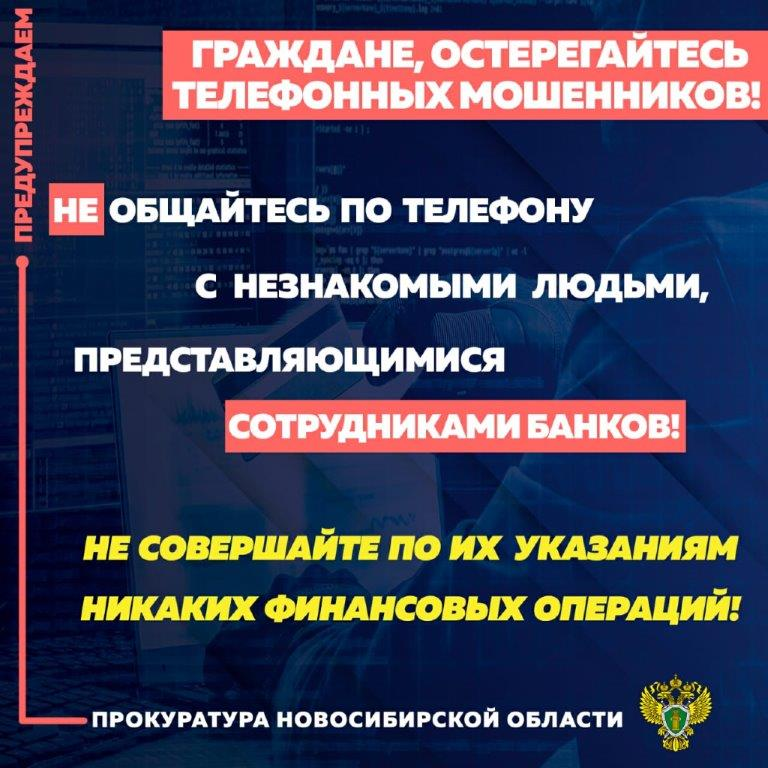 ПРЕДУПРЕЖДАЕМ
ГРАЖДАНЕ, ОСТЕРЕГАЙТЕСЬ
ТЕЛЕФОННЫХ МОШЕННИКОВ!
НЕ ОБЩАЙТЕСЬ ПО ТЕЛЕФОНУ
С НЕЗНАКОМЫМИ ЛЮДЬМИ,
ПРЕДСТАВЛЯЮЩИМИСЯ
СОТРУДНИКАМИ БАНКОВ!
НЕ СОВЕРШАЙТЕ ПО ИХ УКАЗАНИЯМ
НИКАКИХ ФИНАНСОВЫХ ОПЕРАЦИЙ!
ПРОКУРАТУРА НОВОСИБИРСКОЙ ОБЛАСТИ